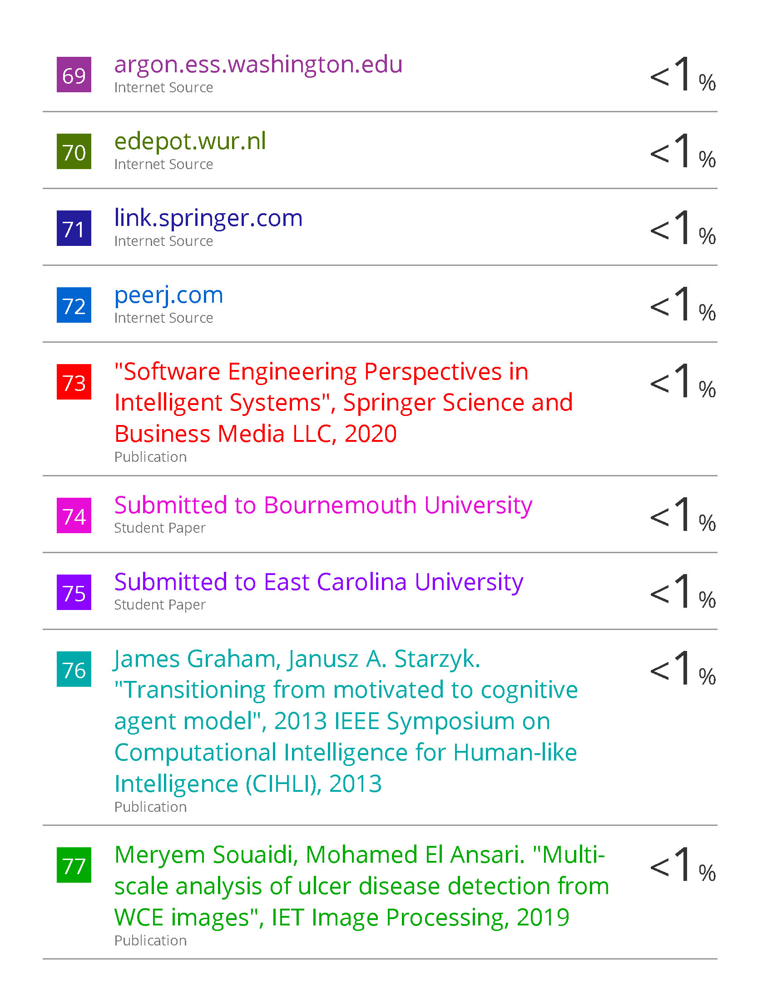 69 argon.ess.washington.edu <1%
Internet Source
70 edepot.wur.nl <1%
Internet Source
71 link.springer.com <1%
Internet Source
72 peerj.com <1%
Internet Source
73 "Software Engineering Perspectives in <1%
Intelligent Systems", Springer Science and
Business Media LLC, 2020
Publication
74 Submitted to Bournemouth University <1%
Student Paper
75 Submitted to East Carolina University <1%
Student Paper
76 James Graham, Janusz A. Starzyk. <1%
"Transitioning from motivated to cognitive
agent model", 2013 IEEE Symposium on
Computational Intelligence for Human-like
Intelligence (CIHLI), 2013
Publication
77 Meryem Souaidi, Mohamed El Ansari. "Multi- <1%
scale analysis of ulcer disease detection from
WCE images", IET Image Processing, 2019
Publication